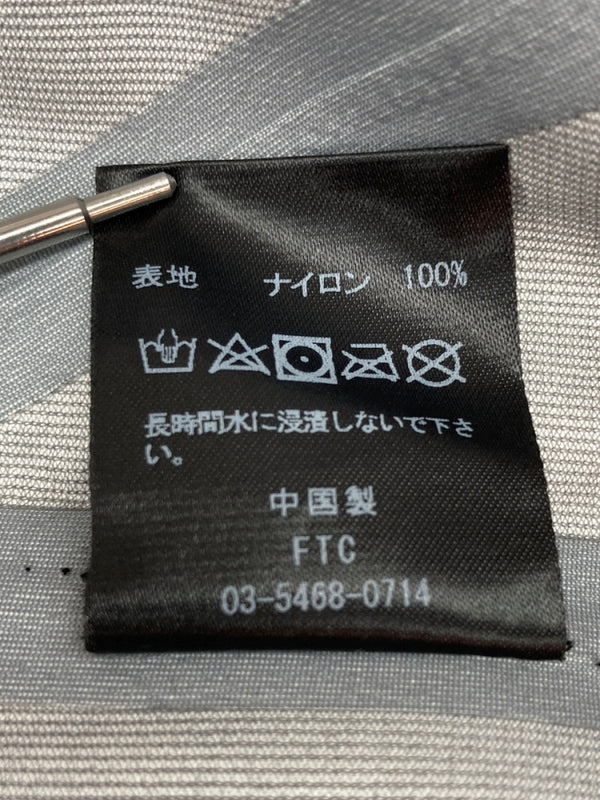 表地 ナイロン 100%
長時間水に浸漬しないで下さ
い。
中国製
FTC
03-5468-0714